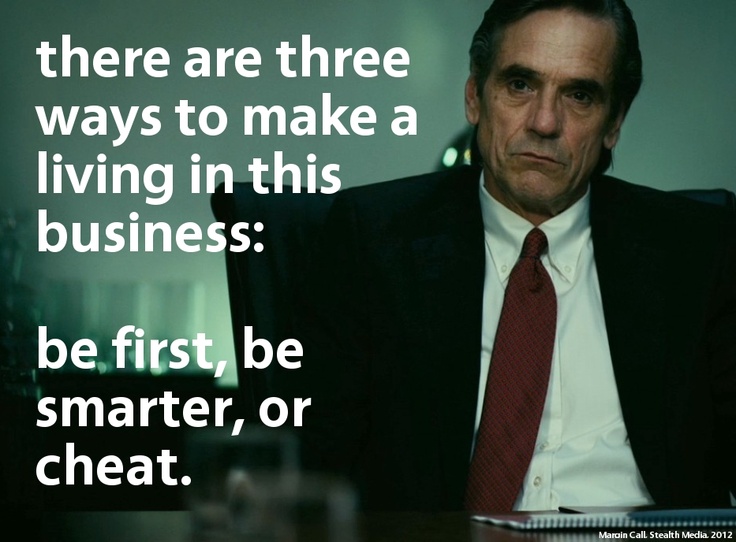 there are three
ways to make a
living in this
business:
be first, be
smarter, or
cheat.
Margin Call. Stealth Media. 2012